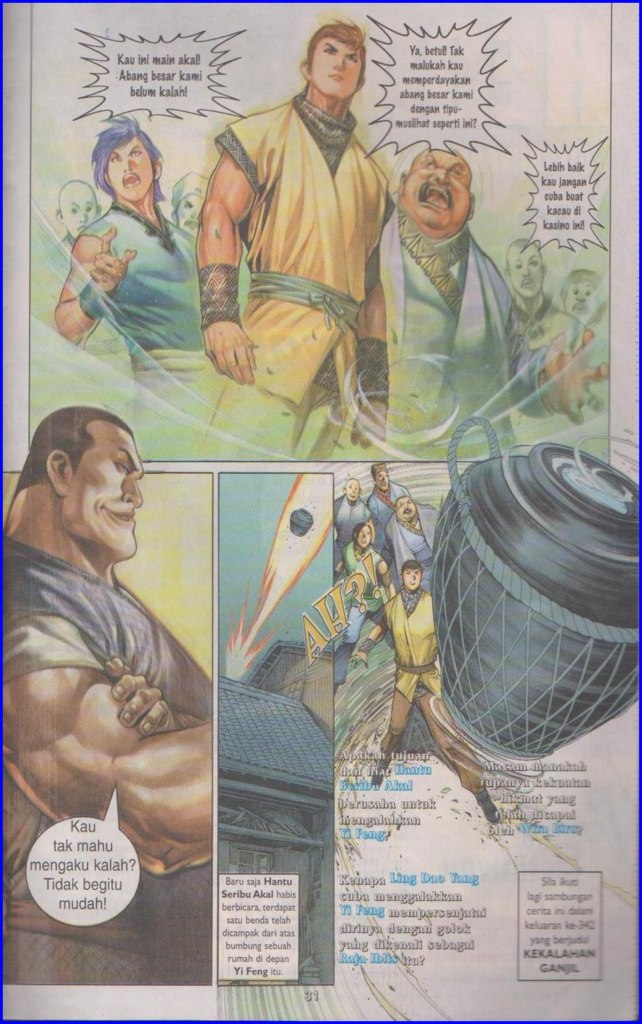 Kau ini main akal!
Abang besar kami
belum kalah!
Ya, betul! Tak
malukah kau
memperdayakan
abang besar kami
dengan tipu-
muslihat seperti ini?
Lebih baik
kau jangan
cuba buat
kacau di
kasino ini!
Kau
tak mahu
mengaku kalah?
Tidak begitu
mudah!
Baru saja Hantu
Seribu Akal habis
berbicara, terdapat
satu benda telah
dicampak dari atas
bumbung sebuah
rumah di depan
Yi Feng itu.
AH?!
Apakah tujuan
dan niat Hantu
Seribu Akal
berusaha untuk
mengalahkan
Yi Feng?
Macam manakah
rupanya kekuatan
hikmat yang
telah dicapai
oleh Wira
Kenapa Ling Dao Yang
cuba menggalakkan
Yi Feng mempersenjatai
dirinya dengan golok
yang dikenali sebagai
Raja Iblis itu?
Sila ikuti
lagi sambungan
cerita ini dalam
keluaran ke-342
yang berjudul
KEKALAHAN
GANJIL
31